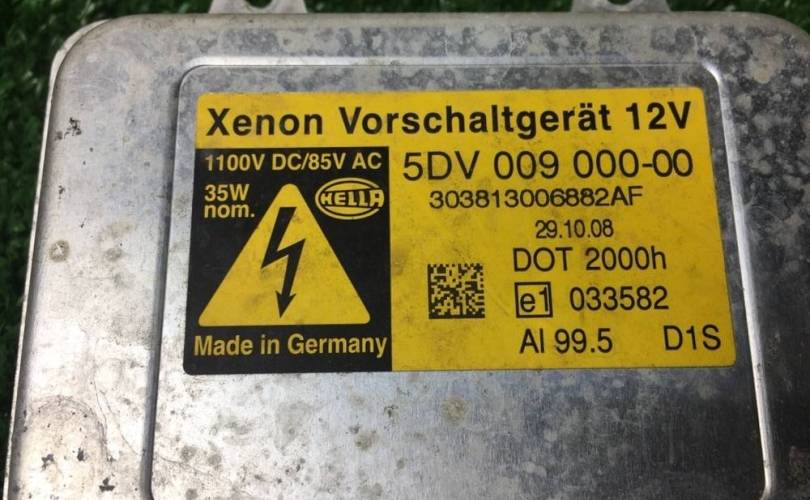 Xenon Vorschaltgerät 12V
1100V DC/85V AC
35W
nom.
HELLA
Made in Germany
5DV 009 000-00
303813006882AF
29.10.08
DOT 2000h
e1 033582
Al 99.5 D1S